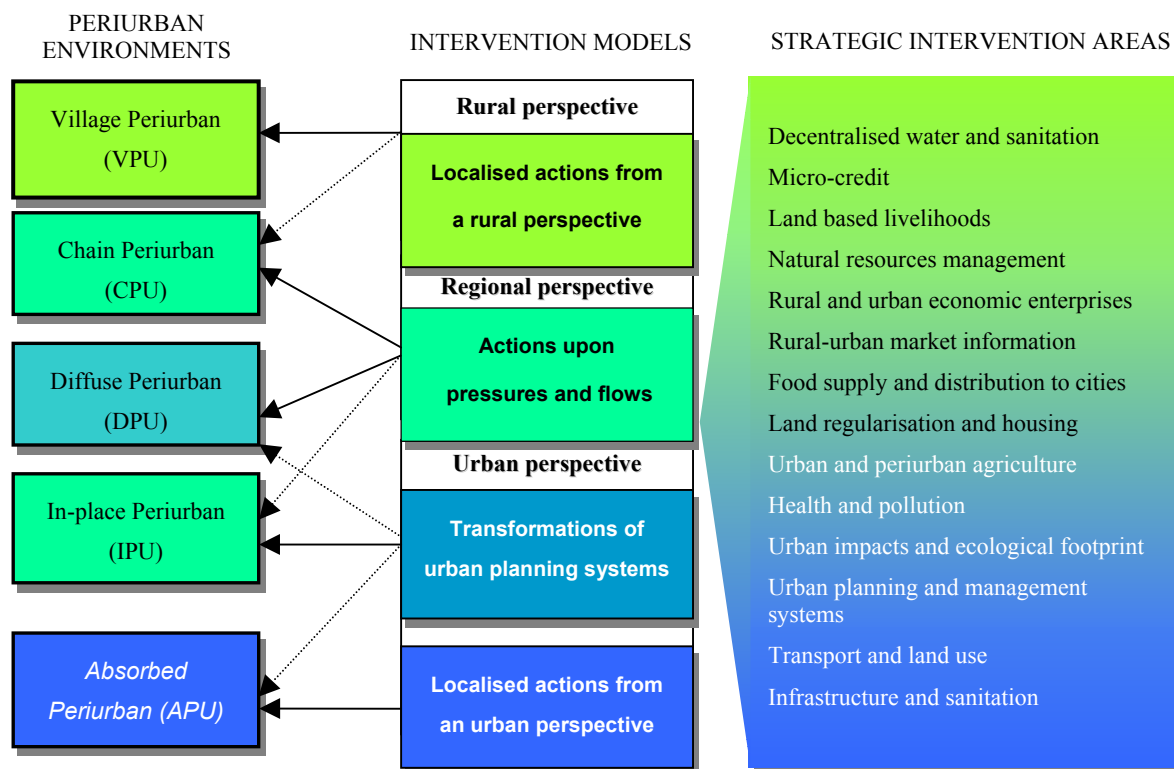 PERIURBAN
ENVIRONMENTS
Village Periurban
(VPU)
Chain Periurban
(CPU)
Diffuse Periurban
(DPU)
In-place Periurban
(IPU)
Absorbed
Periurban (APU)
INTERVENTION MODELS
Rural perspective
Localised actions from
a rural perspective
Regional perspective
Actions upon
pressures and flows
Urban perspective
Transformations of
urban planning systems
Localised actions from
an urban perspective
STRATEGIC INTERVENTION AREAS
Decentralised water and sanitation
Micro-credit
Land based livelihoods
Natural resources management
Rural and urban economic enterprises
Rural-urban market information
Food supply and distribution to cities
Land regularisation and housing
Urban and periurban agriculture
Health and pollution
Urban impacts and ecological footprint
Urban planning and management
systems
Transport and land use
Infrastructure and sanitation